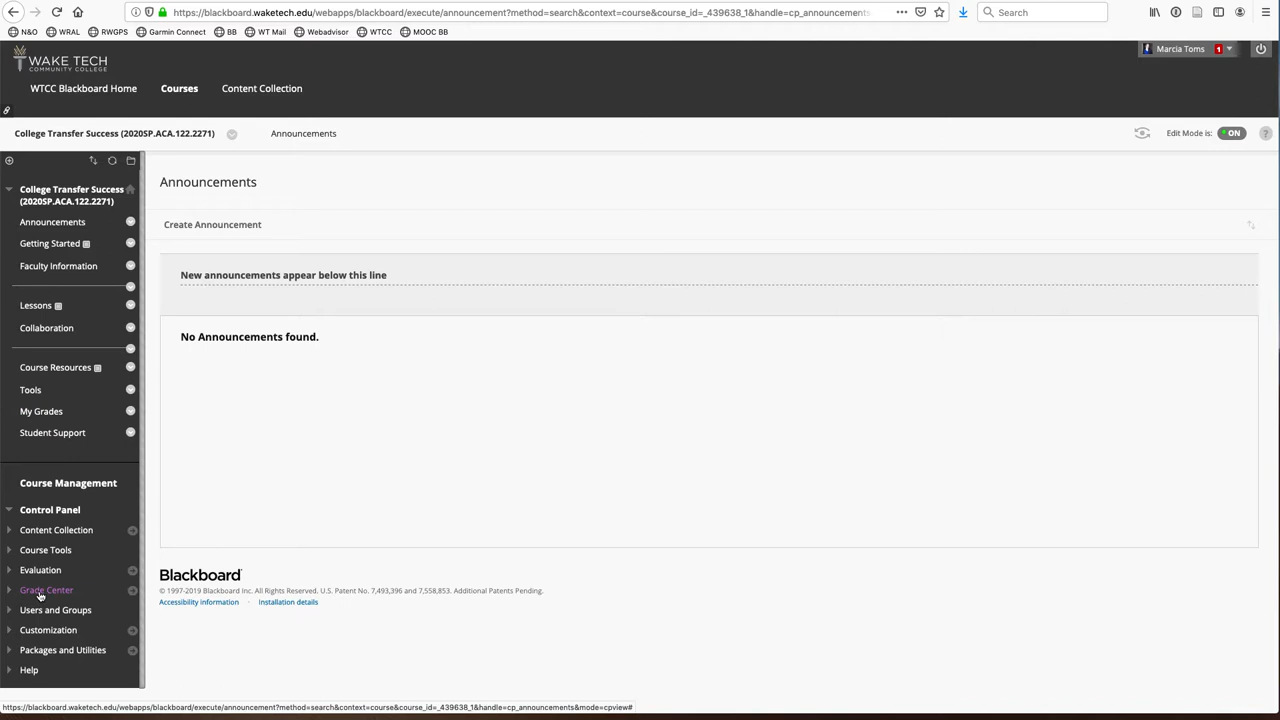 https://blackboard.waketech.edu/webapps/blackboard/execute/announcement?method=search&context=course&course_id=_439638_1&handle=cp_announcements
Search
N&O WRAL RWGPS Garmin Connect BB WT Mail Webadvisor WTCC MOOC BB
WAKE TECH
COMMUNITY COLLEGE
Marcia Toms 1
WTCC Blackboard Home Courses Content Collection
College Transfer Success (2020SP.ACA.122.2271) Announcements Edit Mode is: ON ?
College Transfer Success
(2020SP.ACA.122.2271)
Announcements
Getting Started
Faculty Information
Lessons
Collaboration
Course Resources
Tools
My Grades
Student Support
Course Management
Control Panel
Content Collection
Course Tools
Evaluation
Grade Center
Users and Groups
Customization
Packages and Utilities
Help
Announcements
Create Announcement
New announcements appear below this line
No Announcements found.
Blackboard
© 1997-2019 Blackboard Inc. All Rights Reserved. U.S. Patent No. 7,493,396 and 7,558,853. Additional Patents Pending.
Accessibility information · Installation details
https://blackboard.waketech.edu/webapps/blackboard/execute/announcement?method=search&context=course&course_id=_439638_1&handle=cp_announcements&mode=cpview#